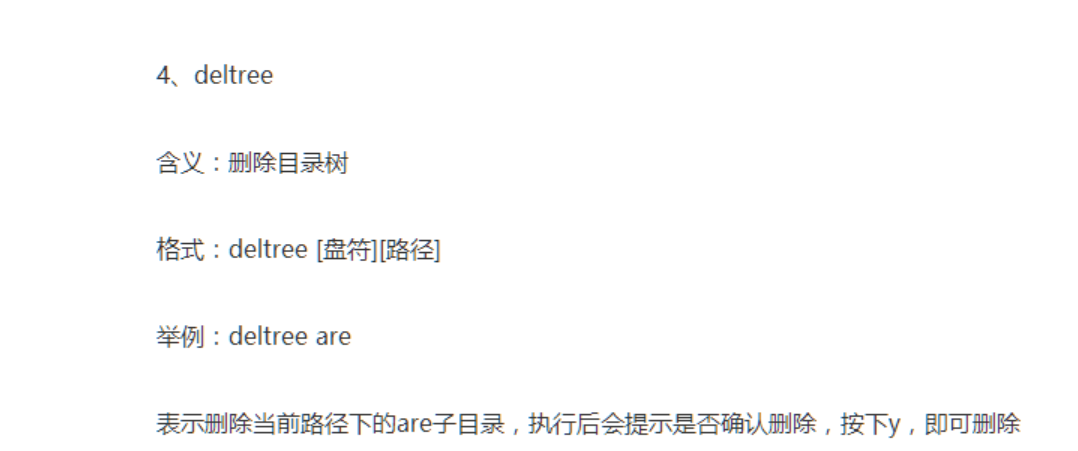 4、deltree
含义：删除目录树
格式：deltree [盘符][路径]
举例：deltree are
表示删除当前路径下的are子目录，执行后会提示是否确认删除，按下y，即可删除